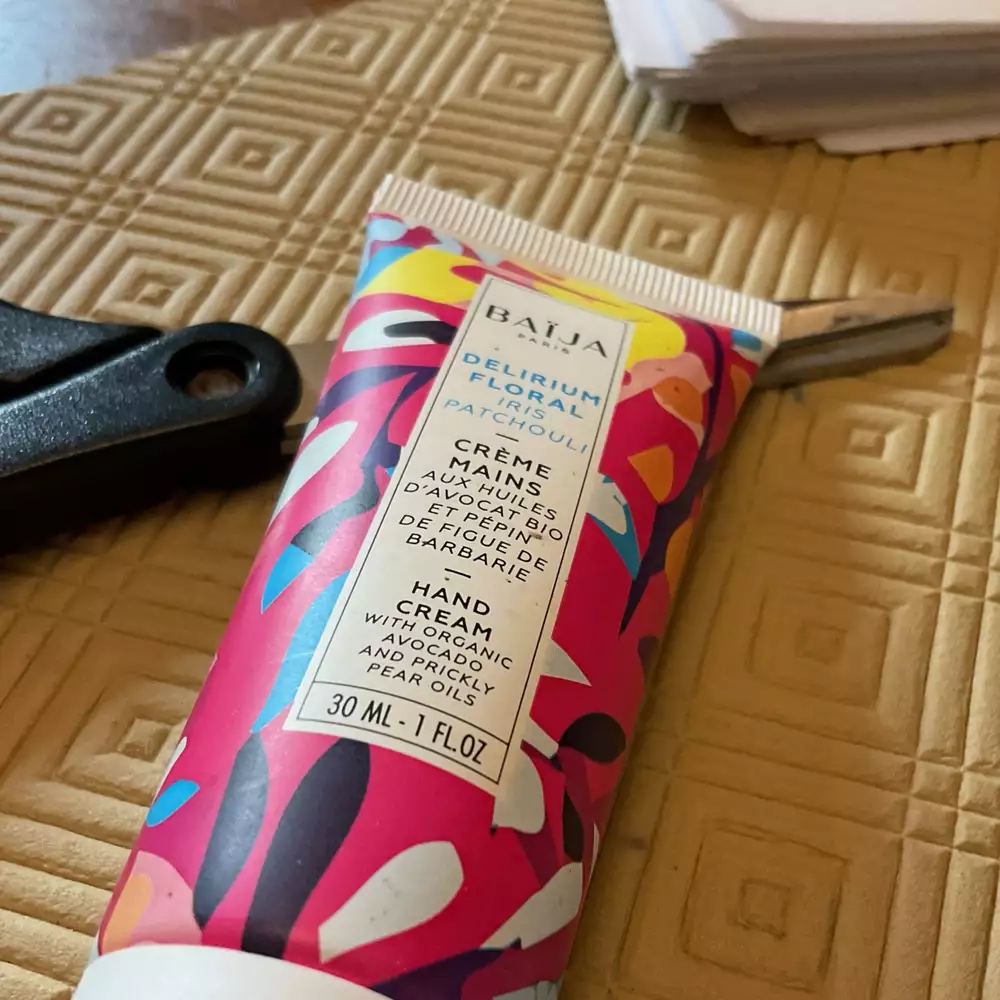 BAÏJA
PARIS
DELIRIUM
FLORAL
IRIS
PATCHOULI
CRÈME
MAINS
AUX HUILES
D'AVOCAT BIO
ET PÉPIN
DE FIGUE DE
BARBARIE
HAND
CREAM
WITH ORGANIC
AVOCADO
AND PRICKLY
PEAR OILS
30 ML - 1 FL.OZ